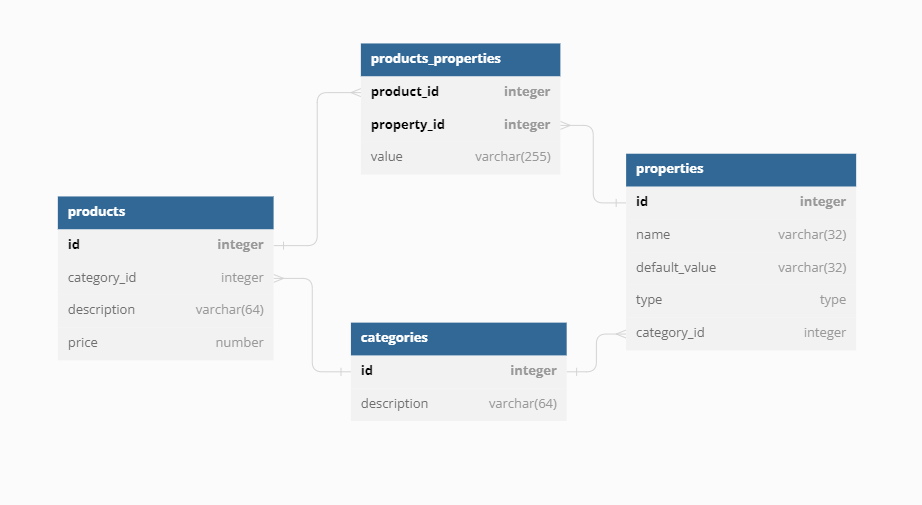 products_properties
product_id integer
property_id integer
value varchar(255)
properties
id integer
name varchar(32)
default_value varchar(32)
type type
category_id integer
products
id integer
category_id integer
description varchar(64)
price number
categories
id integer
description varchar(64)